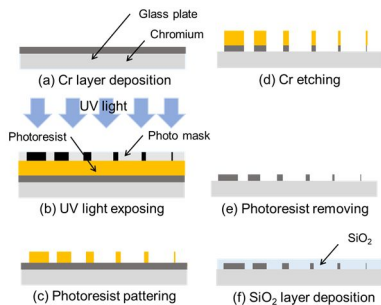 Glass plate
Chromium
(a) Cr layer deposition
UV light
Photoresist
Photo mask
(b) UV light exposing
(c) Photoresist pattering
(d) Cr etching
(e) Photoresist removing
SiO₂
(f) SiO₂ layer deposition